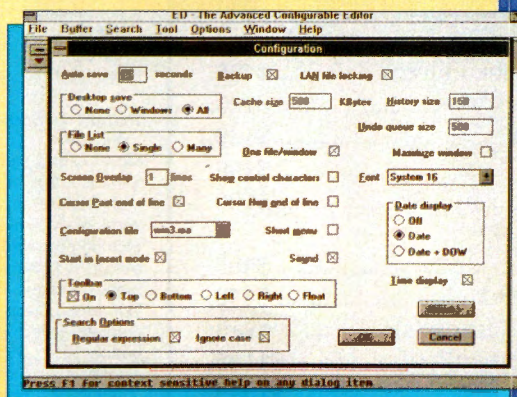 ED - The Advanced Configurable Editor
File Buffer Search Tool Options Window Help
Configuration
Auto save seconds Backup LAN file locking
Desktop save
None Windows All
Cache size 500 KBytes History size 150
Undo queue size 500
File List
None Single Many
One file/window Maximize window
Screen Overlap 1 lines Show control characters Font System 16
Cursor Past end of line Cursor Hug end of line
Date display
Off
Date
Date + DOW
Configuration file Short menu
Start in Insert mode Sound
Time display
Toolbar
On Top Bottom Left Right Float
Search Options
Regular expression Ignore case
Cancel
Press F1 for context sensitive help on any dialog item